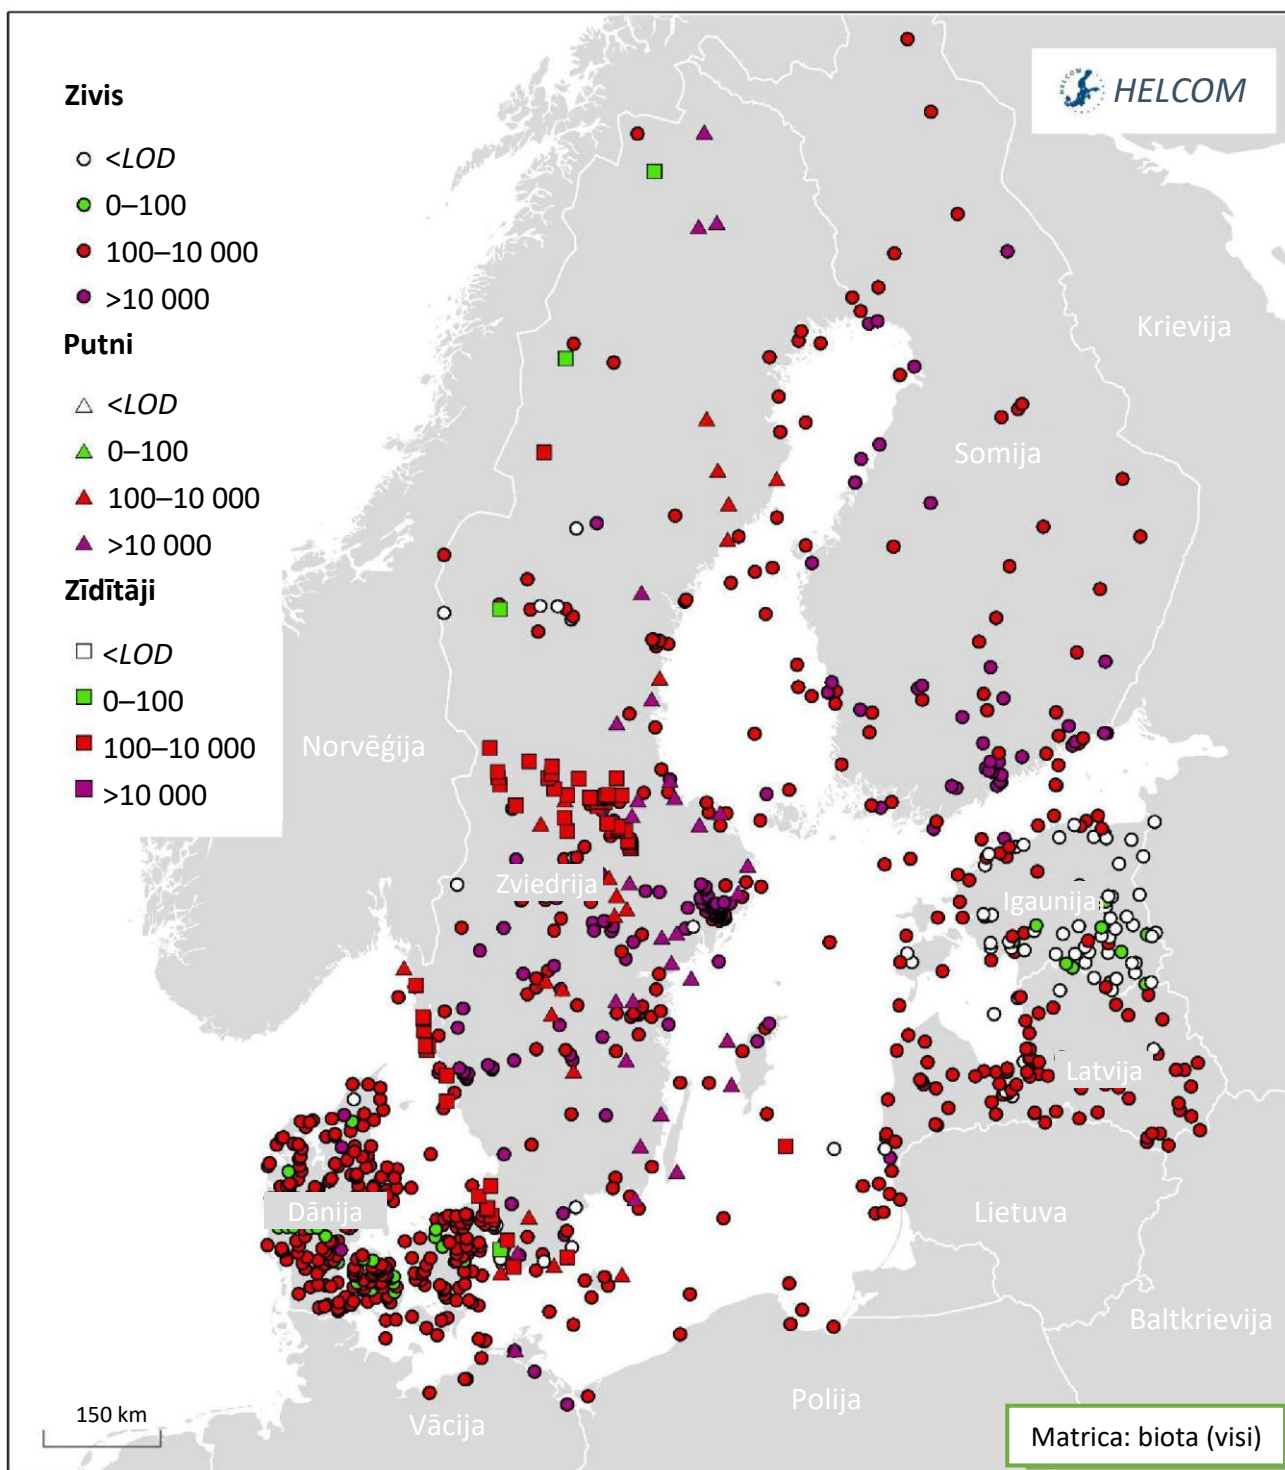 Zivis
<LOD
0–100
100–10 000
>10 000
Putni
<LOD
0–100
100–10 000
>10 000
Zīdītāji
<LOD
0–100
100–10 000
>10 000
HELCOM
HELCOM
Krievija
Somija
Norvēģija
Zviedrija
Igaunija
Latvija
Dānija
Lietuva
Baltkrievija
Polija
Vācija
150 km
Matrica: biota (visi)